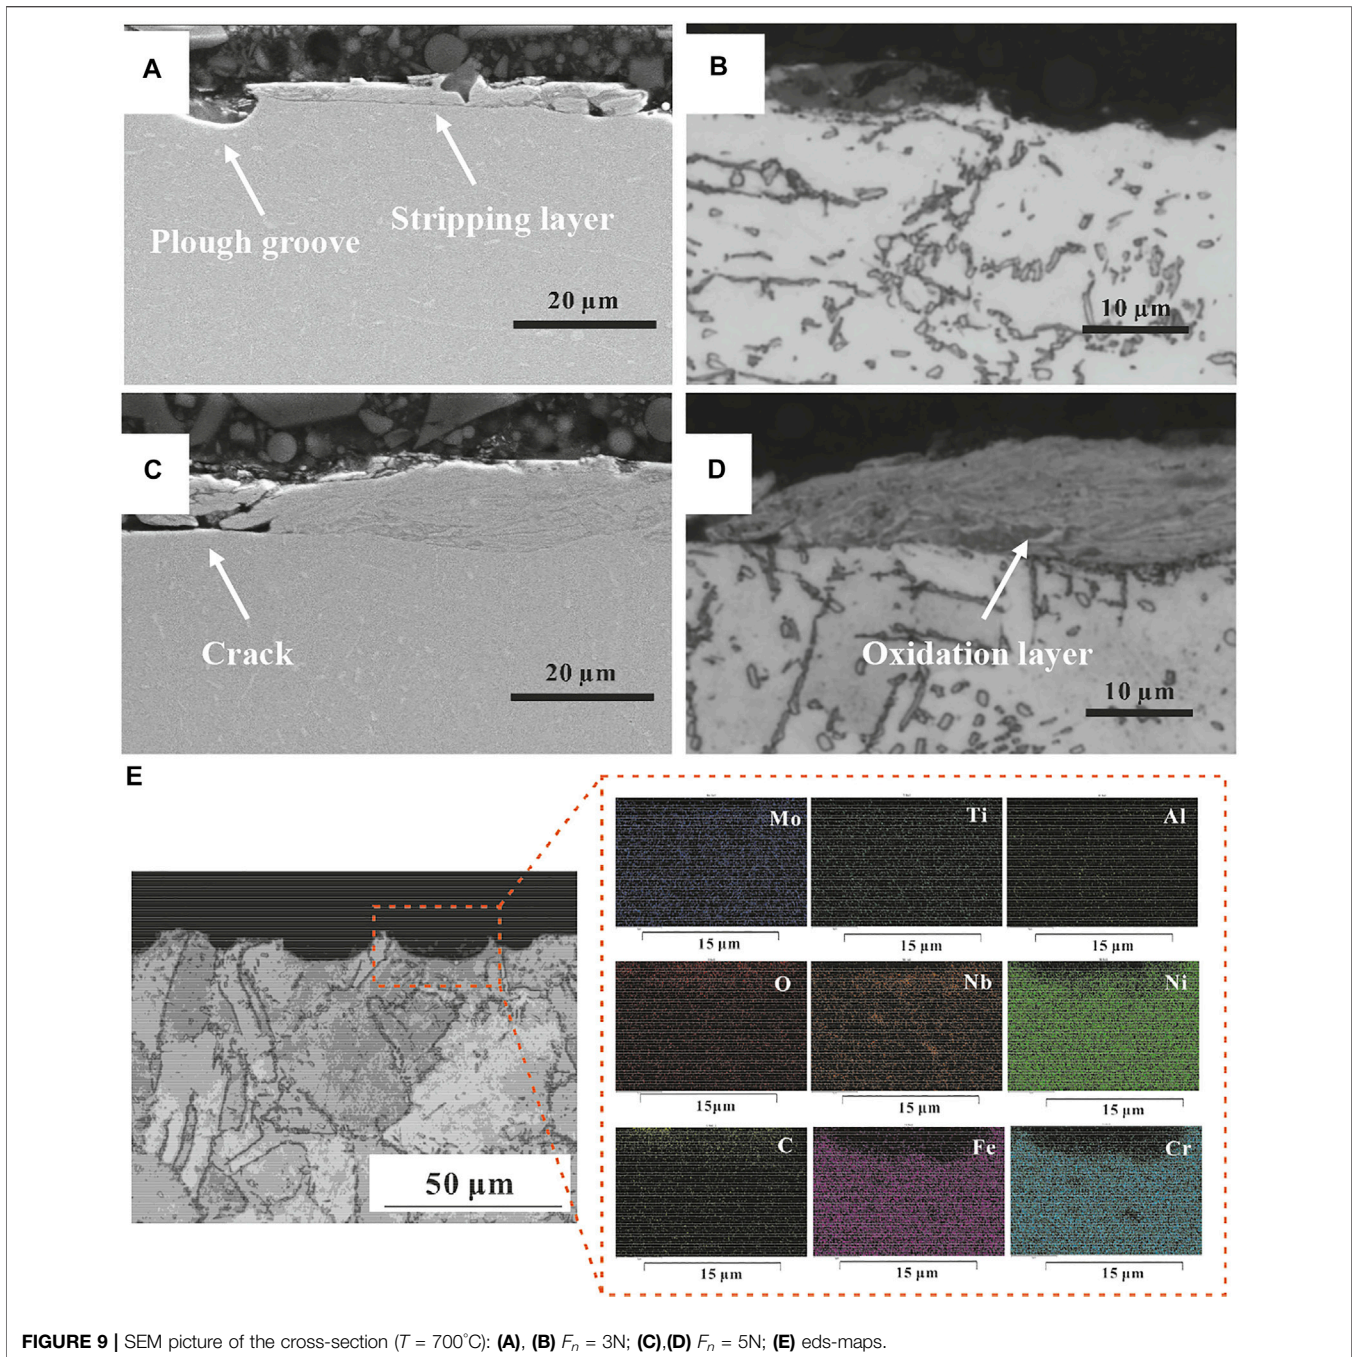 A
Plough groove
Stripping layer
20 μm
B
10 μm
C
Crack
20 μm
D
Oxidation layer
10 μm
E
50 μm
Mo
Ti
Al
15 μm
15 μm
15 μm
O
Nb
Ni
15μm
15 μm
15 μm
C
Fe
Cr
15 μm
15 μm
15 μm
FIGURE 9 | SEM picture of the cross-section (T = 700°C): (A), (B) Fn = 3N; (C),(D) Fn = 5N; (E) eds-maps.